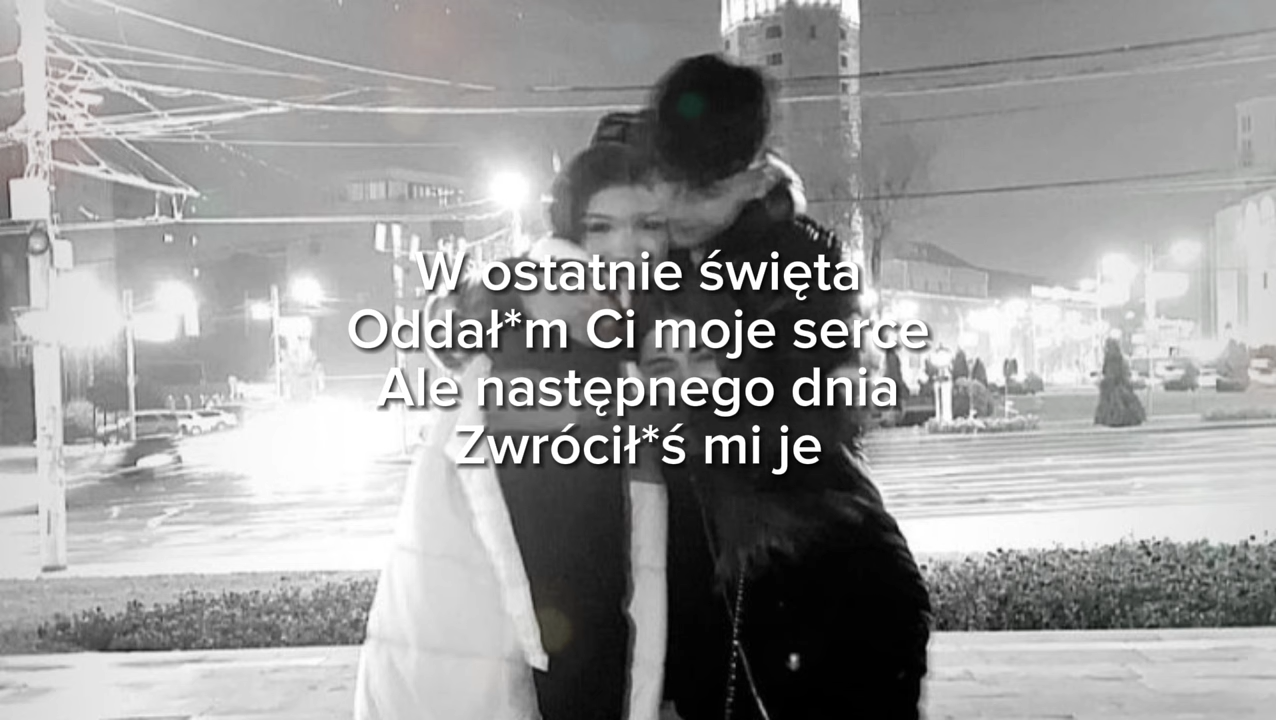 W ostatnie święta
Oddał*m Ci moje serce
Ale następnego dnia
Zwrócił*ś mi je